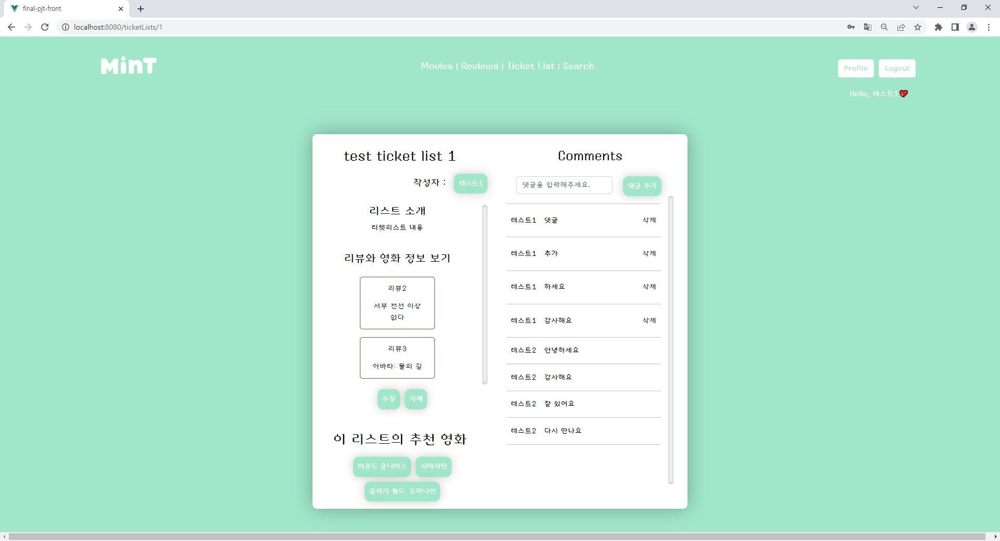 final-pjt-front
localhost:8080/ticketLists/1
MinT
Movies | Reviews | Ticket List | Search
Profile
Logout
Hello, 테스트1💖
test ticket list 1
작성자 :
테스트1
리스트 소개
티켓리스트 내용
리뷰와 영화 정보 보기
리뷰2
서부 전선 이상
없다
리뷰3
아바타: 물의 길
수정
삭제
이 리스트의 추천 영화
비욘드 유니버스
사마리탄
쥬라기 월드: 도미니언
Comments
댓글을 입력해주세요.
댓글 추가
테스트1 댓글 삭제
테스트1 추가 삭제
테스트1 하세요 삭제
테스트1 감사해요 삭제
테스트2 안녕하세요
테스트2 감사해요
테스트2 잘 있어요
테스트2 다시 만나요